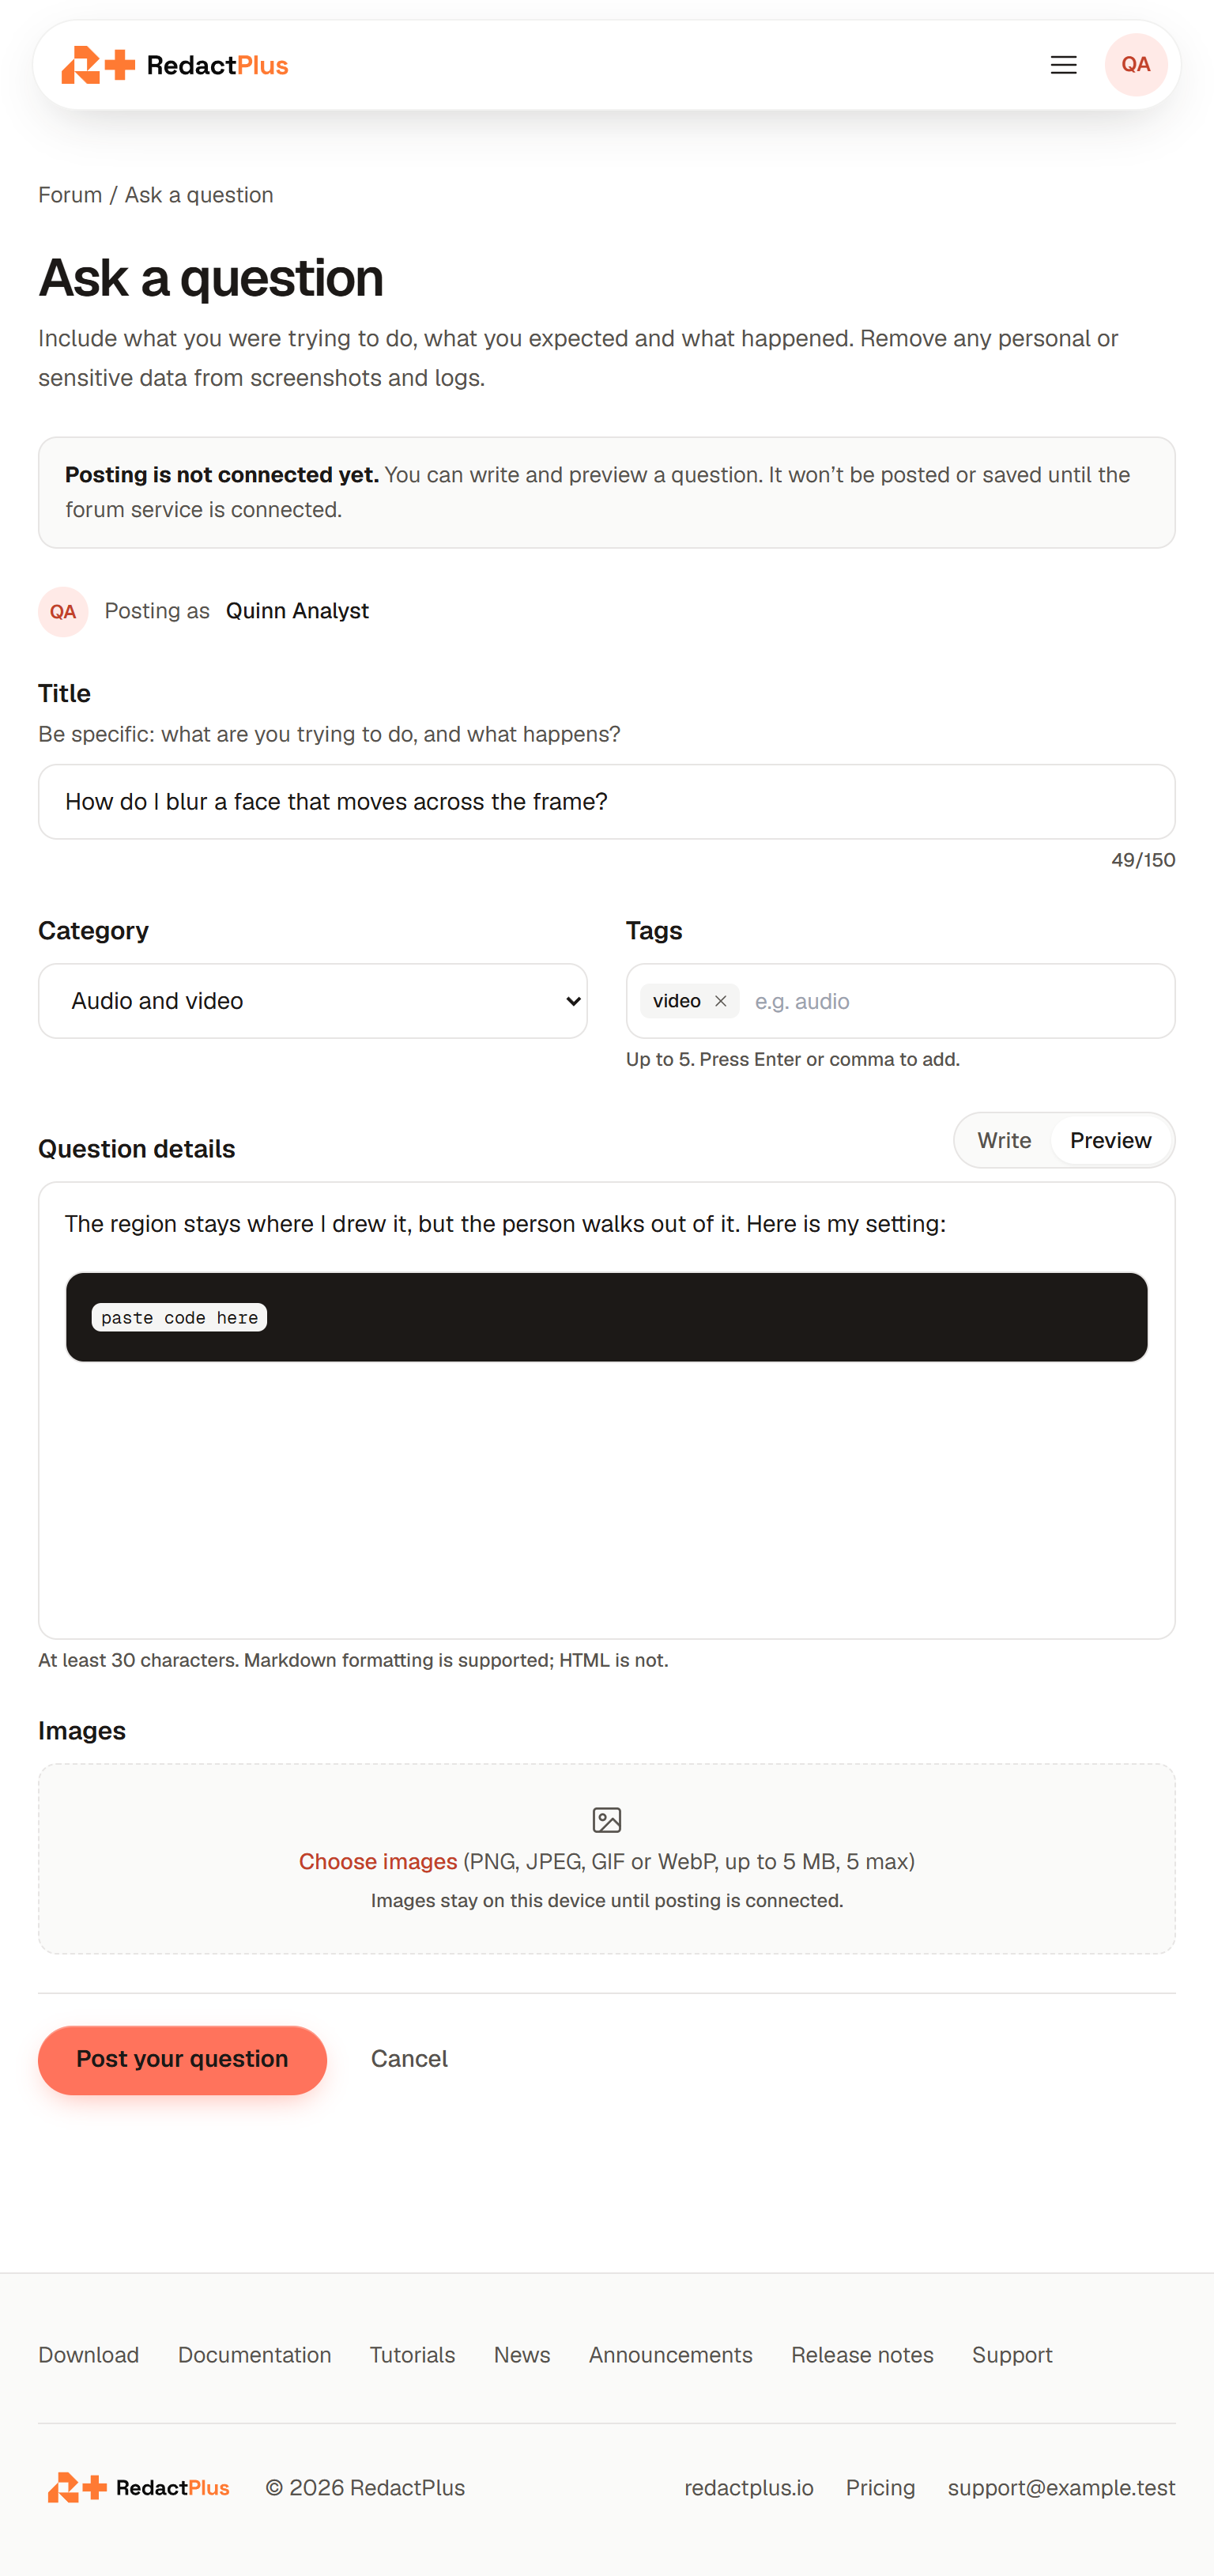 RedactPlus
QA
Forum / Ask a question
Ask a question
Include what you were trying to do, what you expected and what happened. Remove any personal or
sensitive data from screenshots and logs.
Posting is not connected yet. You can write and preview a question. It won’t be posted or saved until the
forum service is connected.
QA Posting as Quinn Analyst
Title
Be specific: what are you trying to do, and what happens?
How do I blur a face that moves across the frame?
49/150
Category
Tags
Audio and video
video e.g. audio
Up to 5. Press Enter or comma to add.
Question details
Write Preview
The region stays where I drew it, but the person walks out of it. Here is my setting:
paste code here
At least 30 characters. Markdown formatting is supported; HTML is not.
Images
Choose images (PNG, JPEG, GIF or WebP, up to 5 MB, 5 max)
Images stay on this device until posting is connected.
Post your question Cancel
Download Documentation Tutorials News Announcements Release notes Support
RedactPlus © 2026 RedactPlus redactplus.io Pricing support@example.test